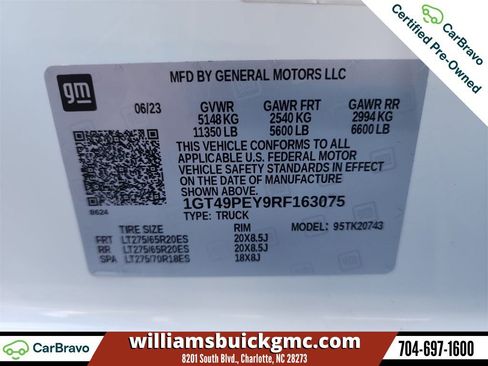 CarBravo
Certified Pre-Owned
gm
MFD BY GENERAL MOTORS LLC
06/23
GVWR GAWR FRT GAWR RR
5148 KG 2540 KG 2994 KG
11350 LB 5600 LB 6600 LB
THIS VEHICLE CONFORMS TO ALL
APPLICABLE U.S. FEDERAL MOTOR
VEHICLE SAFETY STANDARDS IN EFFECT
ON THE DATE OF MANUFACTURE
SHOWN ABOVE.
1GT49PEY9RF163075
TYPE: TRUCK
B624
MODEL: 95TK20743
TIRE SIZE RIM
FRT LT275/65R20ES 20X8.5J
RR LT275/65R20ES 20X8.5J
SPA LT275/70R18ES 18X8J
CarBravo
williamsbuickgmc.com
8201 South Blvd., Charlotte, NC 28273
704-697-1600